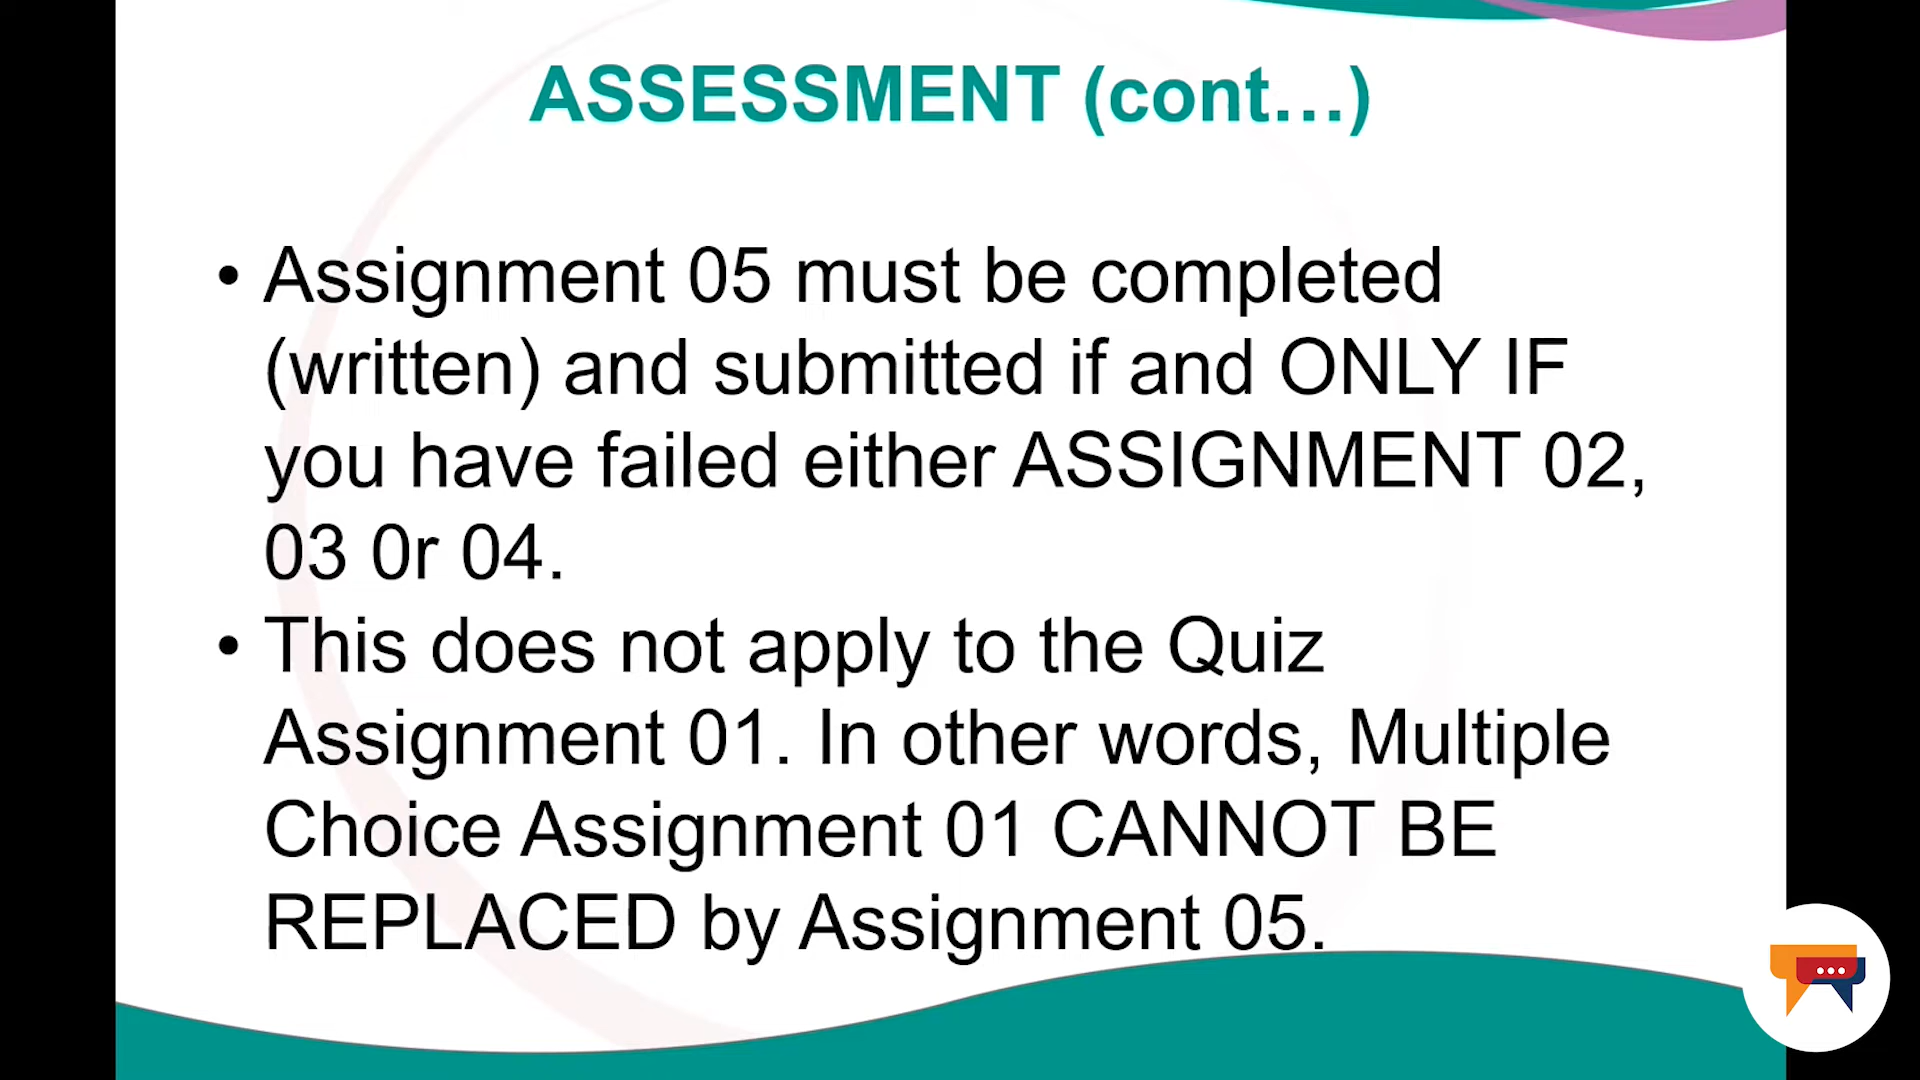 ASSESSMENT (cont...)
• Assignment 05 must be completed
(written) and submitted if and ONLY IF
you have failed either ASSIGNMENT 02,
03 0r 04.
• This does not apply to the Quiz
Assignment 01. In other words, Multiple
Choice Assignment 01 CANNOT BE
REPLACED by Assignment 05.